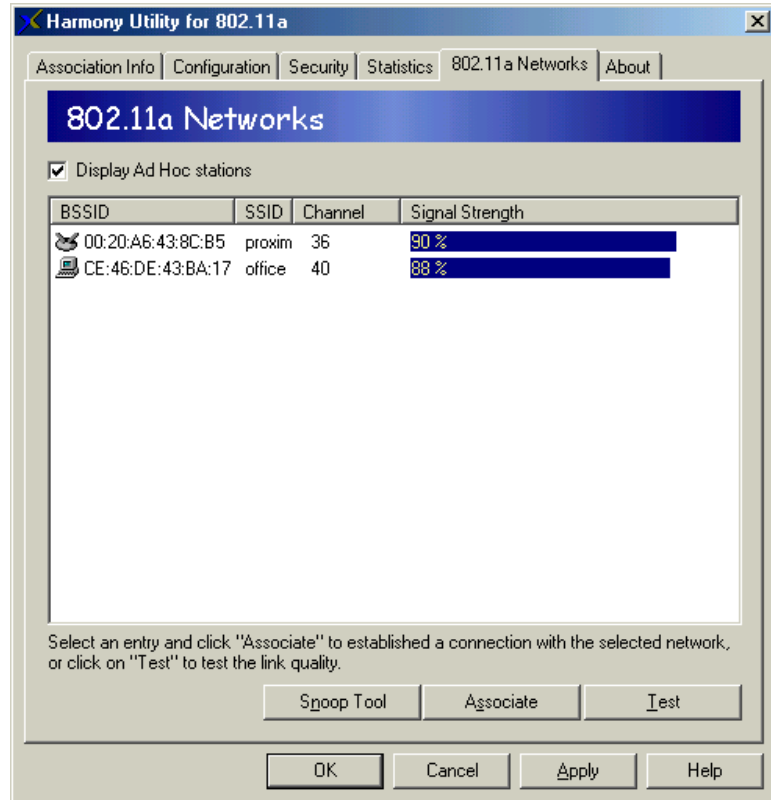 Harmony Utility for 802.11a
Association Info Configuration Security Statistics 802.11a Networks About
802.11a Networks
Display Ad Hoc stations
BSSID SSID Channel Signal Strength
00:20:A6:43:8C:B5 proxim 36 90 %
CE:46:DE:43:BA:17 office 40 88 %
Select an entry and click "Associate" to established a connection with the selected network,
or click on "Test" to test the link quality.
Snoop Tool Associate Test
OK Cancel Apply Help